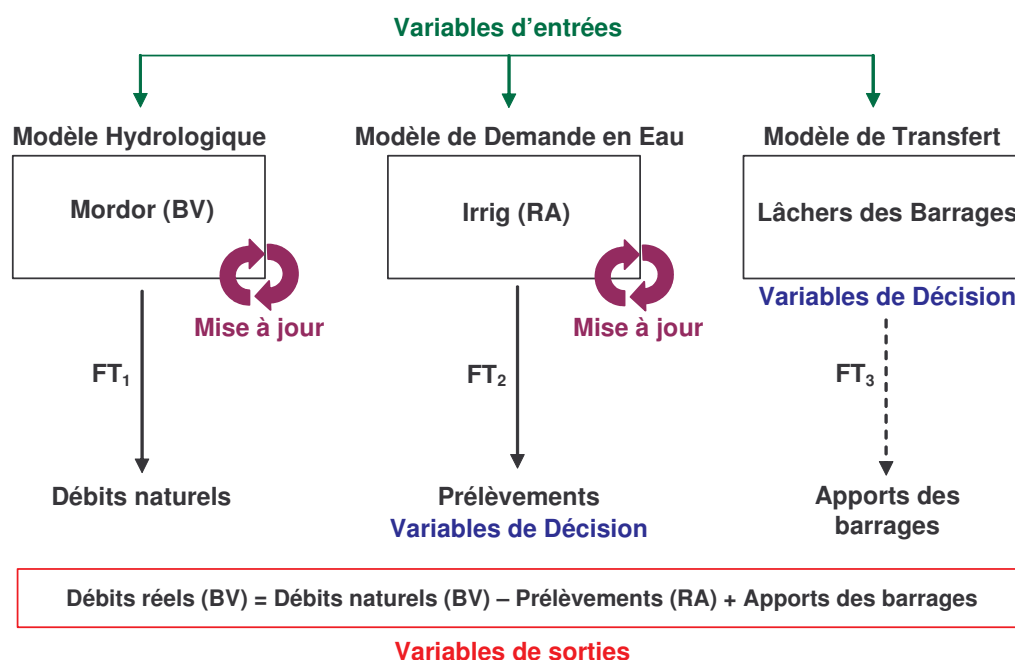 Variables d'entrées
Modèle Hydrologique
Mordor (BV)
Mise à jour
FT₁
Débits naturels
Modèle de Demande en Eau
Irrig (RA)
Mise à jour
FT₂
Prélèvements
Variables de Décision
Modèle de Transfert
Lâchers des Barrages
Variables de Décision
FT₃
Apports des
barrages
Débits réels (BV) = Débits naturels (BV) – Prélèvements (RA) + Apports des barrages
Variables de sorties